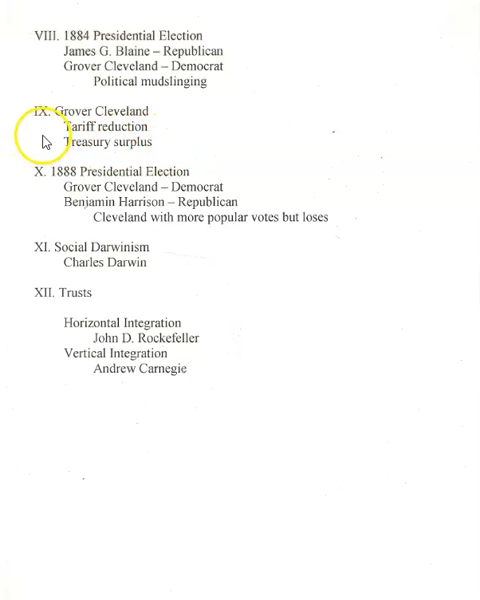 VIII. 1884 Presidential Election
James G. Blaine – Republican
Grover Cleveland – Democrat
Political mudslinging
IX. Grover Cleveland
Tariff reduction
Treasury surplus
X. 1888 Presidential Election
Grover Cleveland – Democrat
Benjamin Harrison – Republican
Cleveland with more popular votes but loses
XI. Social Darwinism
Charles Darwin
XII. Trusts
Horizontal Integration
John D. Rockefeller
Vertical Integration
Andrew Carnegie